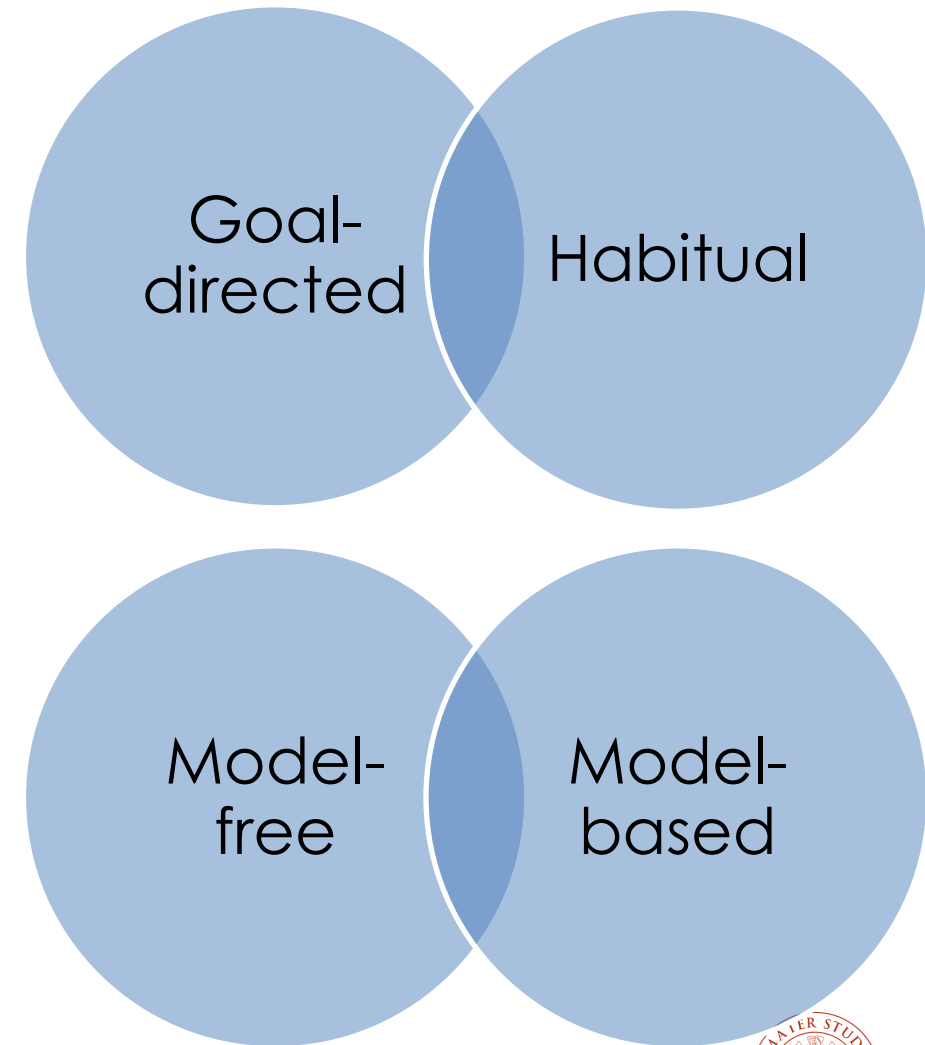 Goal-
directed
Habitual
Model-
free
Model-
based